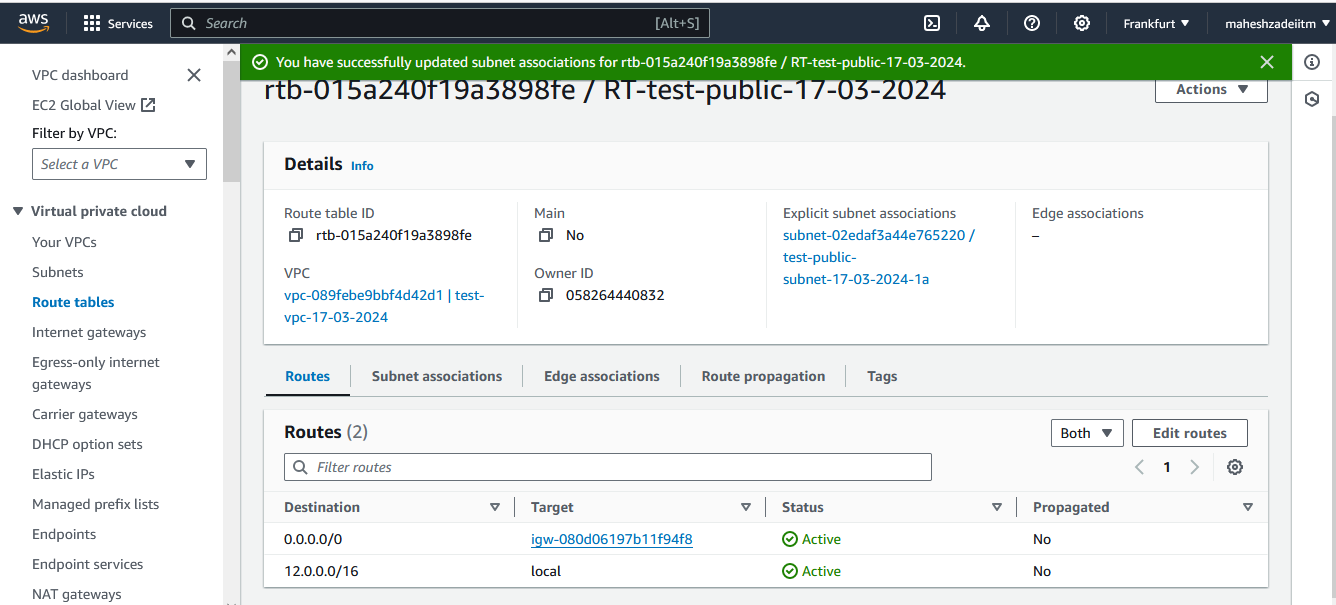 aws
Services
Search
[Alt+S]
Frankfurt
maheshzadeiitm
VPC dashboard
EC2 Global View
Filter by VPC:
Select a VPC
Virtual private cloud
Your VPCs
Subnets
Route tables
Internet gateways
Egress-only internet
gateways
Carrier gateways
DHCP option sets
Elastic IPs
Managed prefix lists
Endpoints
Endpoint services
NAT gateways
You have successfully updated subnet associations for rtb-015a240f19a3898fe / RT-test-public-17-03-2024.
rtb-015a240f19a3898fe / RT-test-public-17-03-2024
Actions
Details Info
Route table ID
rtb-015a240f19a3898fe
VPC
vpc-089febe9bbf4d42d1 | test-
vpc-17-03-2024
Main
No
Owner ID
058264440832
Explicit subnet associations
subnet-02edaf3a44e765220 /
test-public-
subnet-17-03-2024-1a
Edge associations
–
Routes
Subnet associations
Edge associations
Route propagation
Tags
Routes (2)
Both
Edit routes
Filter routes
1
Destination Target Status Propagated
0.0.0.0/0 igw-080d06197b11f94f8 Active No
12.0.0.0/16 local Active No